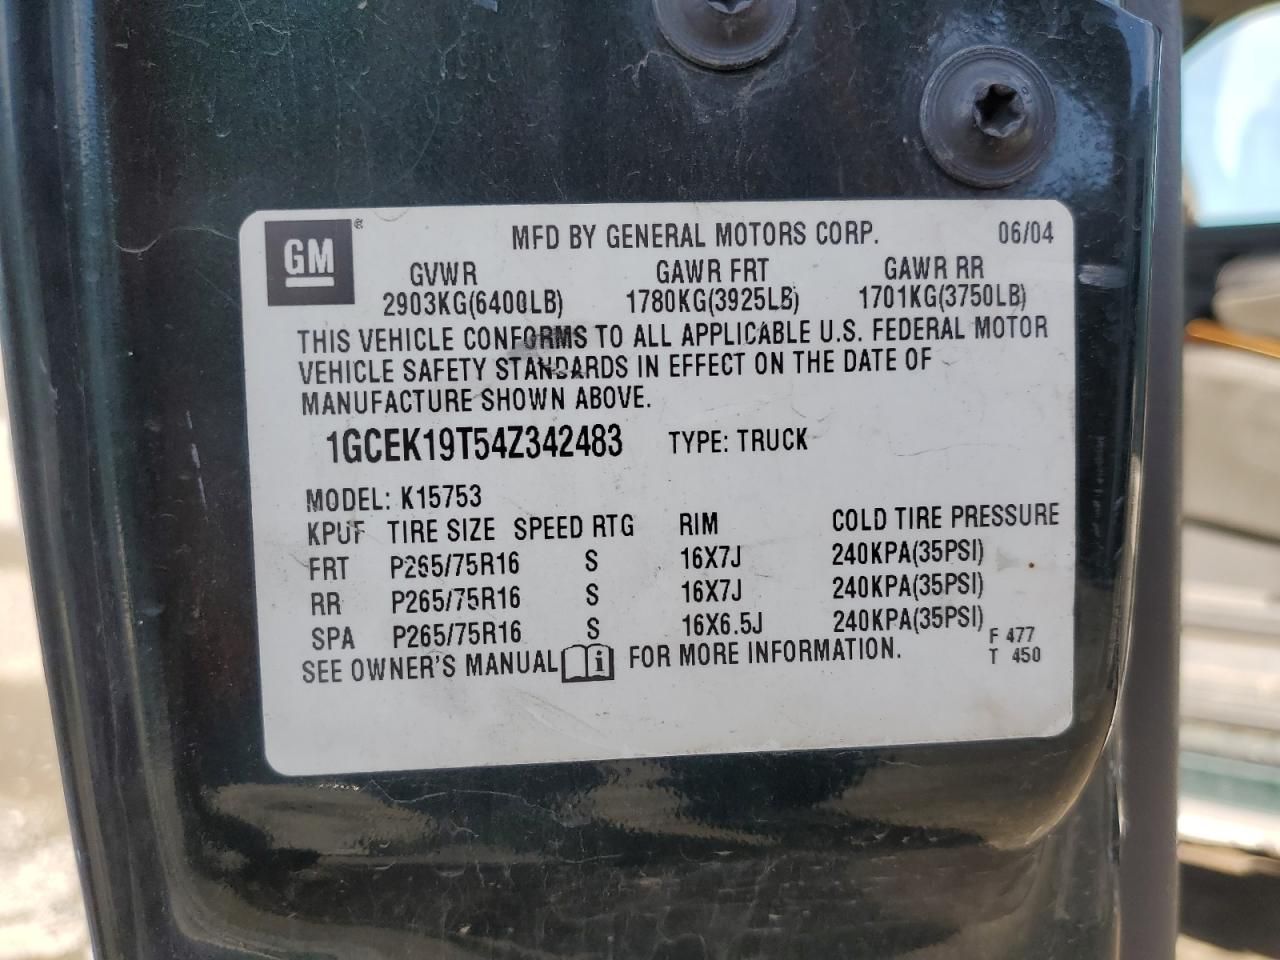 GM ® MFD BY GENERAL MOTORS CORP. 06/04
GVWR GAWR FRT GAWR RR
2903KG(6400LB) 1780KG(3925LB) 1701KG(3750LB)
THIS VEHICLE CONFORMS TO ALL APPLICABLE U.S. FEDERAL MOTOR
VEHICLE SAFETY STANDARDS IN EFFECT ON THE DATE OF
MANUFACTURE SHOWN ABOVE.
1GCEK19T54Z342483 TYPE: TRUCK
MODEL: K15753
KPUF TIRE SIZE SPEED RTG RIM COLD TIRE PRESSURE
FRT P265/75R16 S 16X7J 240KPA(35PSI)
RR P265/75R16 S 16X7J 240KPA(35PSI)
SPA P265/75R16 S 16X6.5J 240KPA(35PSI)
SEE OWNER'S MANUAL i FOR MORE INFORMATION.
F 477
T 450